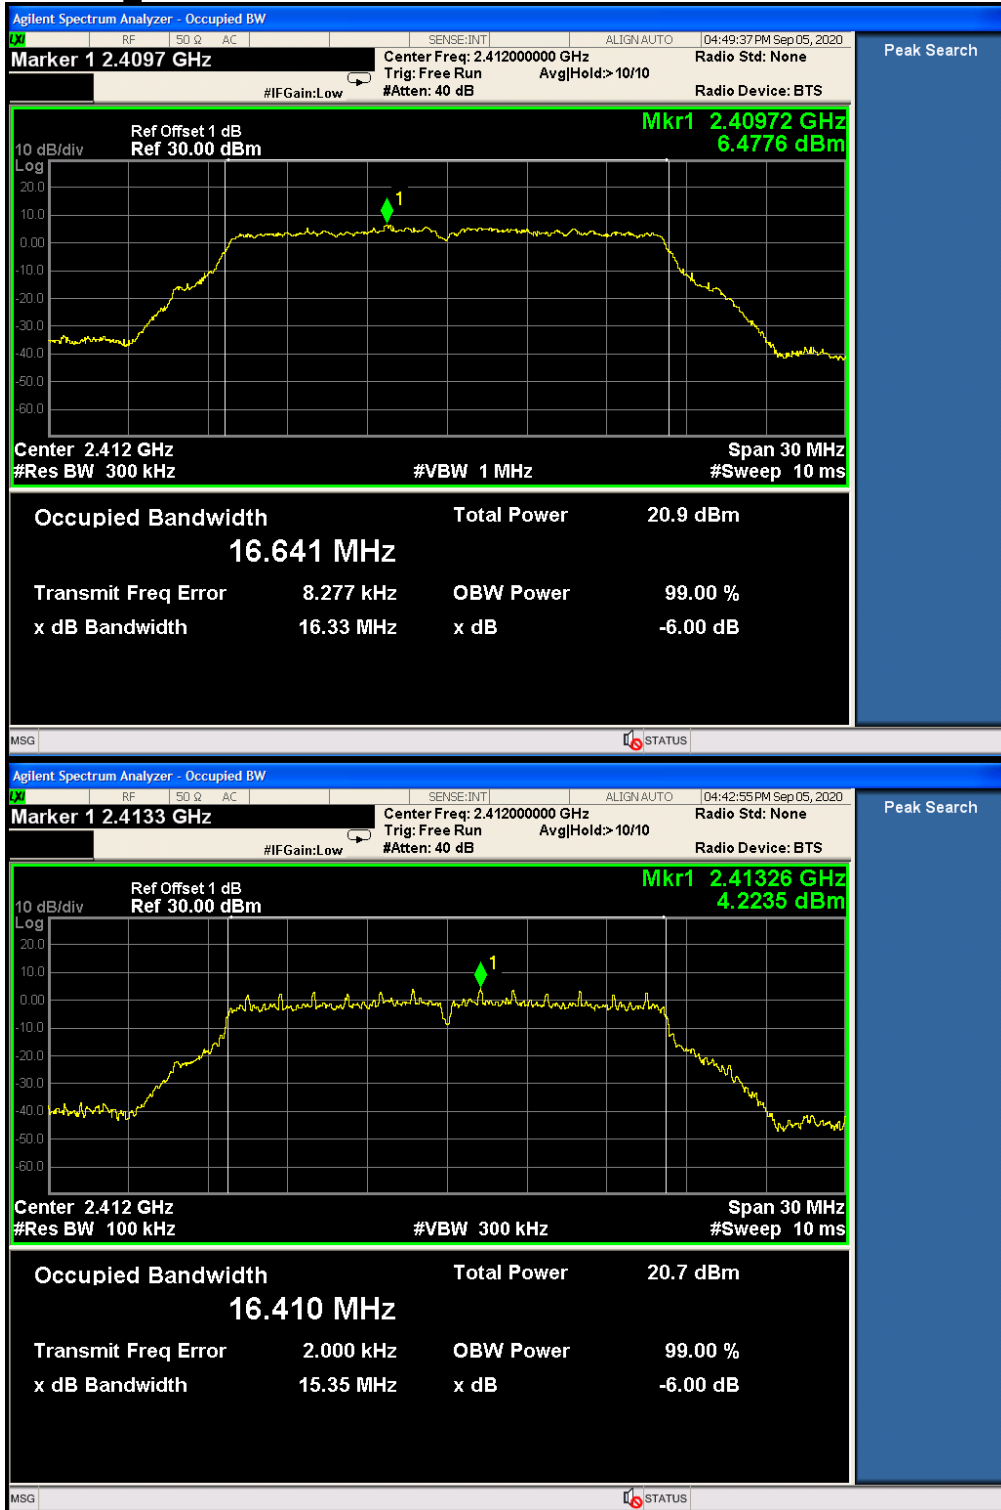 Agilent Spectrum Analyzer - Occupied BW
LXI RF 50 Ω AC SENSE:INT ALIGN AUTO 04:49:37 PM Sep 05, 2020
Marker 1 2.4097 GHz
Center Freq: 2.412000000 GHz
Radio Std: None
Trig: Free Run Avg|Hold:> 10/10
#IFGain:Low #Atten: 40 dB
Radio Device: BTS
Peak Search
Mkr1 2.40972 GHz
6.4776 dBm
Ref Offset 1 dB
10 dB/div Ref 30.00 dBm
Log
20.0
10.0
0.00
-10.0
-20.0
-30.0
-40.0
-50.0
-60.0
1
Center 2.412 GHz Span 30 MHz
#Res BW 300 kHz #VBW 1 MHz #Sweep 10 ms
Occupied Bandwidth Total Power 20.9 dBm
16.641 MHz
Transmit Freq Error 8.277 kHz OBW Power 99.00 %
x dB Bandwidth 16.33 MHz x dB -6.00 dB
MSG STATUS
Agilent Spectrum Analyzer - Occupied BW
LXI RF 50 Ω AC SENSE:INT ALIGN AUTO 04:42:55 PM Sep 05, 2020
Marker 1 2.4133 GHz
Center Freq: 2.412000000 GHz
Radio Std: None
Trig: Free Run Avg|Hold:> 10/10
#IFGain:Low #Atten: 40 dB
Radio Device: BTS
Peak Search
Mkr1 2.41326 GHz
4.2235 dBm
Ref Offset 1 dB
10 dB/div Ref 30.00 dBm
Log
20.0
10.0
0.00
-10.0
-20.0
-30.0
-40.0
-50.0
-60.0
1
Center 2.412 GHz Span 30 MHz
#Res BW 100 kHz #VBW 300 kHz #Sweep 10 ms
Occupied Bandwidth Total Power 20.7 dBm
16.410 MHz
Transmit Freq Error 2.000 kHz OBW Power 99.00 %
x dB Bandwidth 15.35 MHz x dB -6.00 dB
MSG STATUS